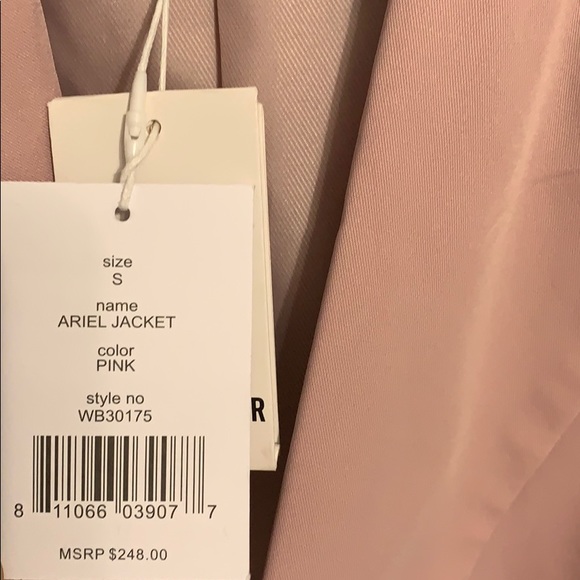 size
S
name
ARIEL JACKET
color
PINK
style no
WB30175
R
8 11066 03907 7
MSRP $248.00